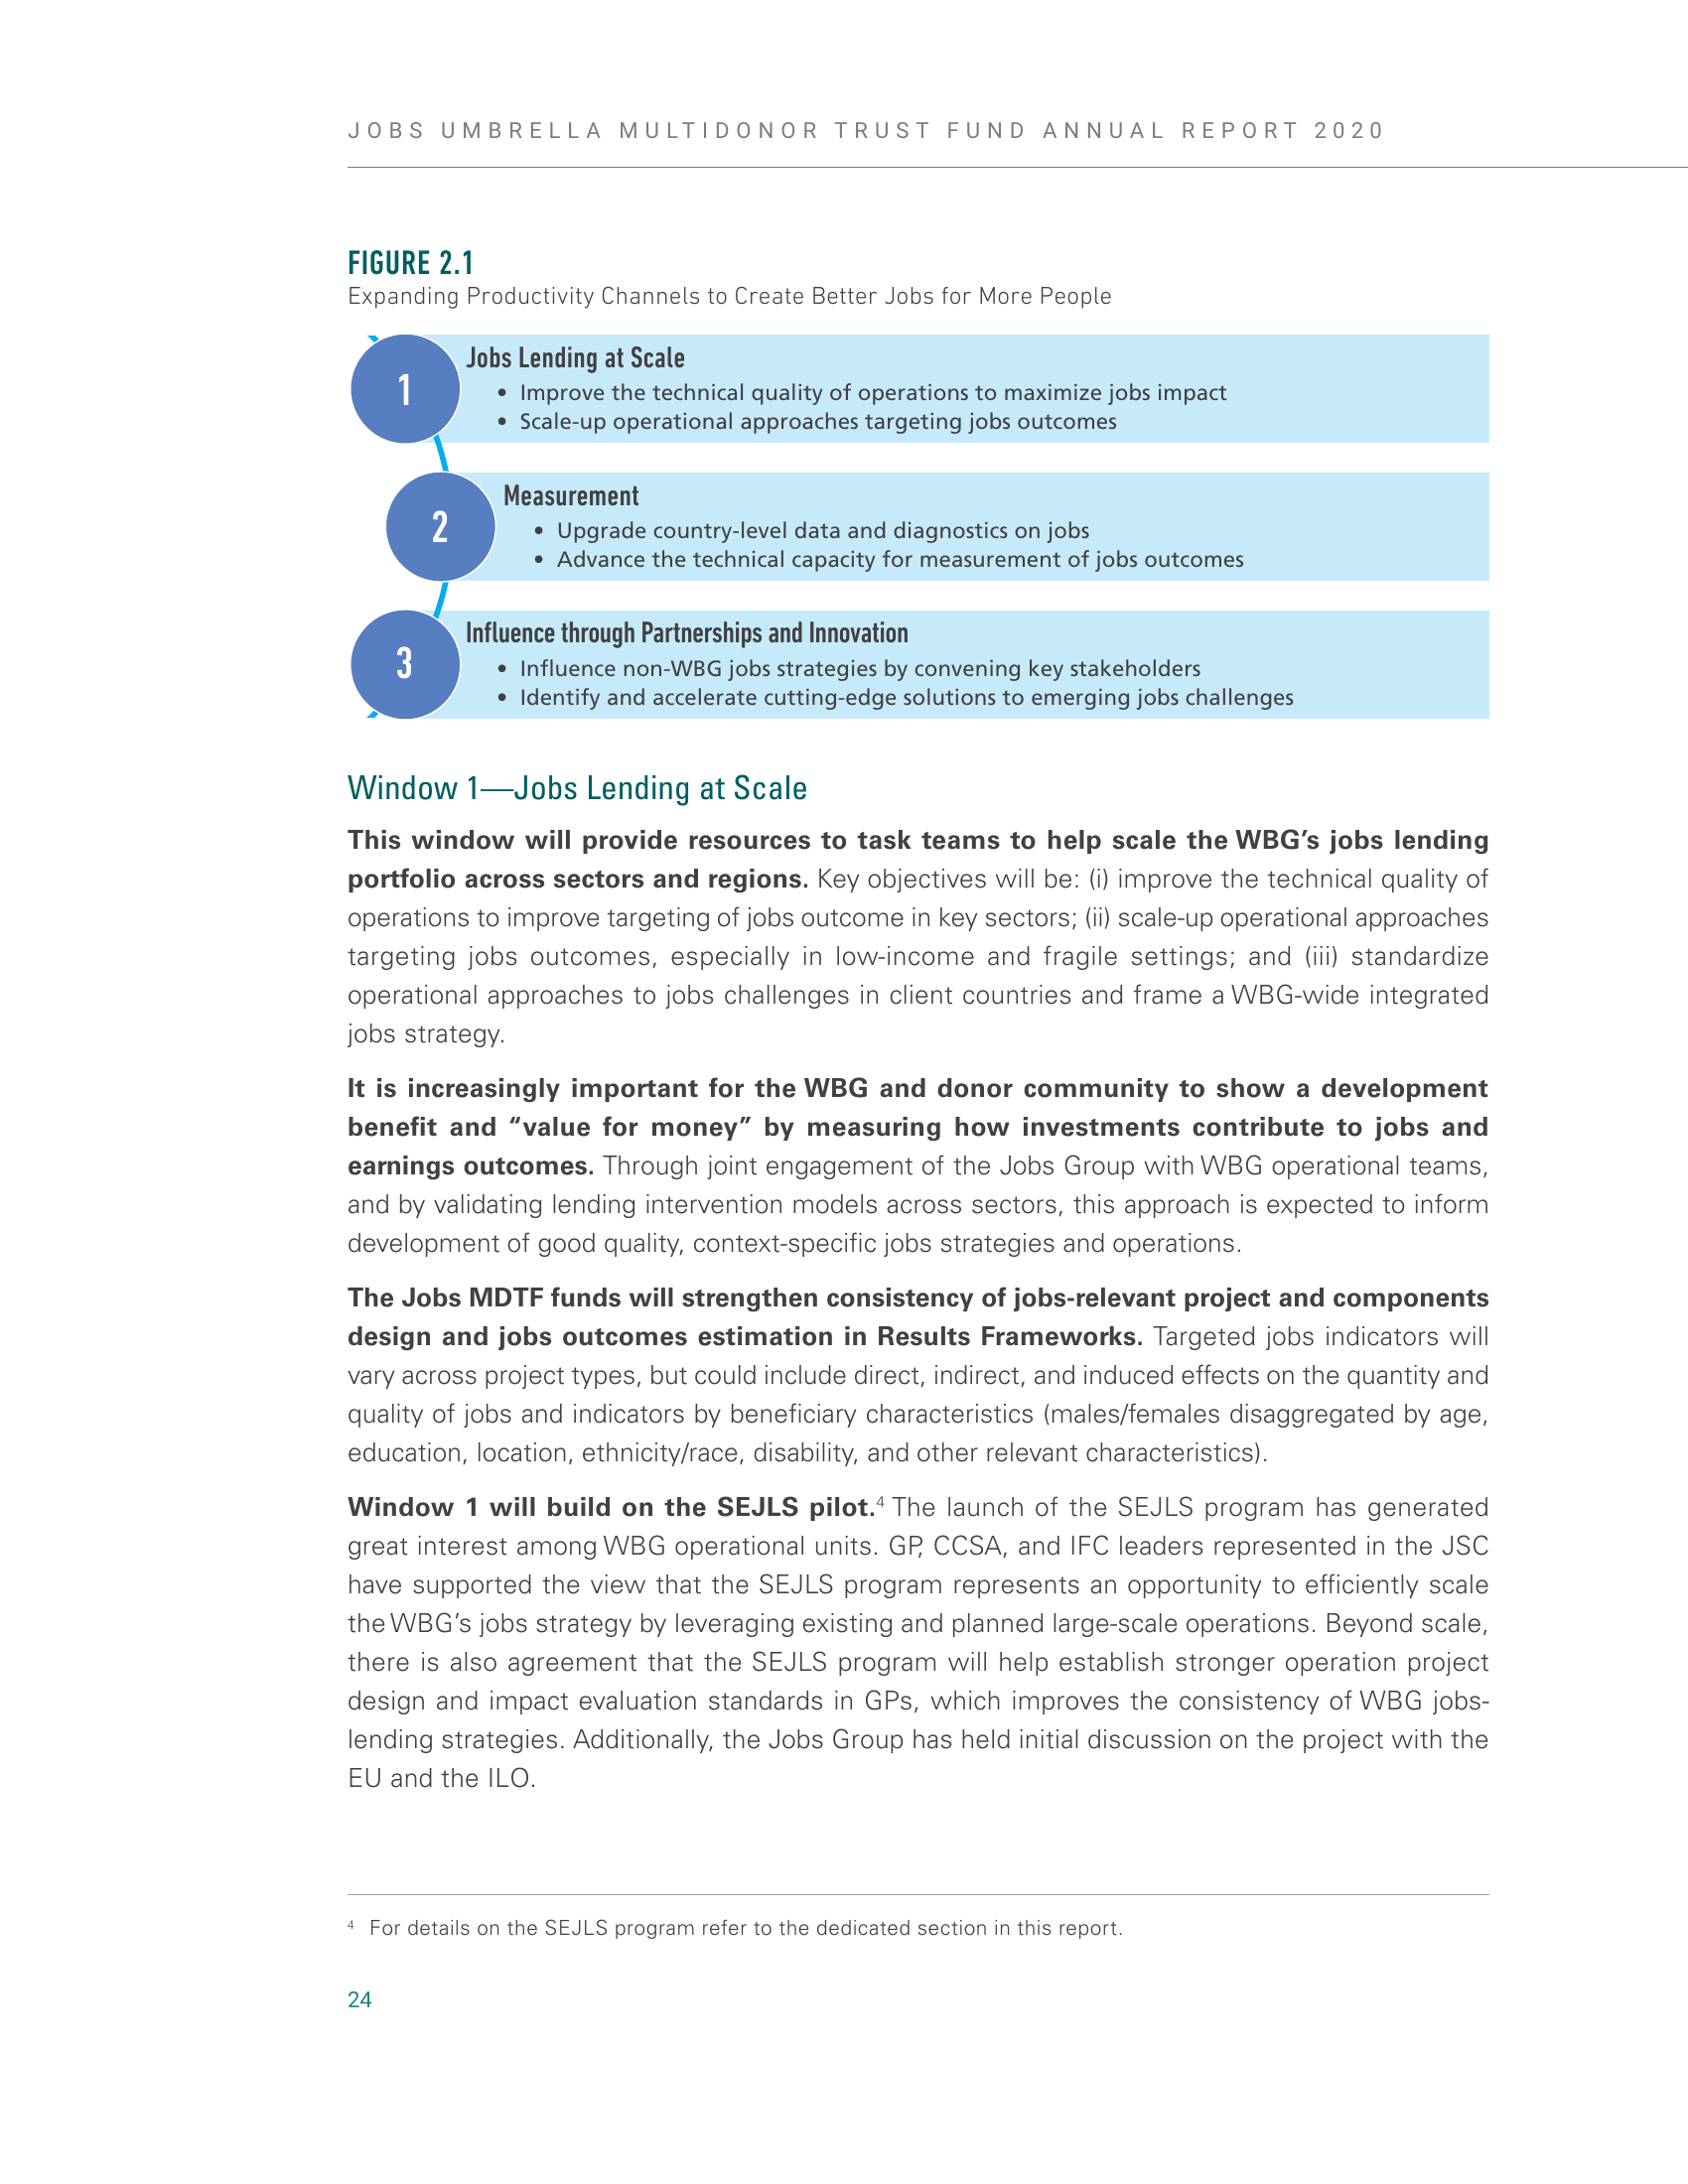 JOBS UMBRELLA MULTIDONOR TRUST FUND ANNUAL REPORT 2020
FIGURE 2.1
Expanding Productivity Channels to Create Better Jobs for More People
1
Jobs Lending at Scale
• Improve the technical quality of operations to maximize jobs impact
• Scale-up operational approaches targeting jobs outcomes
2
Measurement
• Upgrade country-level data and diagnostics on jobs
• Advance the technical capacity for measurement of jobs outcomes
3
Influence through Partnerships and Innovation
• Influence non-WBG jobs strategies by convening key stakeholders
• Identify and accelerate cutting-edge solutions to emerging jobs challenges
Window 1—Jobs Lending at Scale
This window will provide resources to task teams to help scale the WBG’s jobs lending
portfolio across sectors and regions. Key objectives will be: (i) improve the technical quality of
operations to improve targeting of jobs outcome in key sectors; (ii) scale-up operational approaches
targeting jobs outcomes, especially in low-income and fragile settings; and (iii) standardize
operational approaches to jobs challenges in client countries and frame a WBG-wide integrated
jobs strategy.
It is increasingly important for the WBG and donor community to show a development
benefit and “value for money” by measuring how investments contribute to jobs and
earnings outcomes. Through joint engagement of the Jobs Group with WBG operational teams,
and by validating lending intervention models across sectors, this approach is expected to inform
development of good quality, context-specific jobs strategies and operations.
The Jobs MDTF funds will strengthen consistency of jobs-relevant project and components
design and jobs outcomes estimation in Results Frameworks. Targeted jobs indicators will
vary across project types, but could include direct, indirect, and induced effects on the quantity and
quality of jobs and indicators by beneficiary characteristics (males/females disaggregated by age,
education, location, ethnicity/race, disability, and other relevant characteristics).
Window 1 will build on the SEJLS pilot.4 The launch of the SEJLS program has generated
great interest among WBG operational units. GP, CCSA, and IFC leaders represented in the JSC
have supported the view that the SEJLS program represents an opportunity to efficiently scale
the WBG’s jobs strategy by leveraging existing and planned large-scale operations. Beyond scale,
there is also agreement that the SEJLS program will help establish stronger operation project
design and impact evaluation standards in GPs, which improves the consistency of WBG jobs-
lending strategies. Additionally, the Jobs Group has held initial discussion on the project with the
EU and the ILO.
4 For details on the SEJLS program refer to the dedicated section in this report.
24